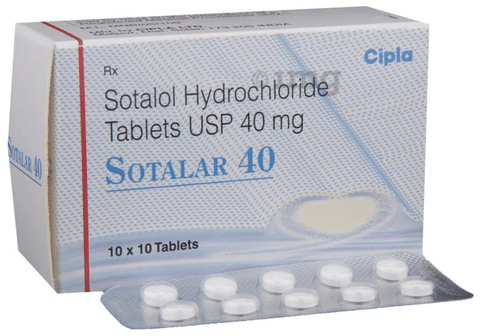 Rx
Cipla
Sotalol Hydrochloride
Tablets USP 40 mg
SOTALAR 40
10 x 10 Tablets
SOTALAR 40